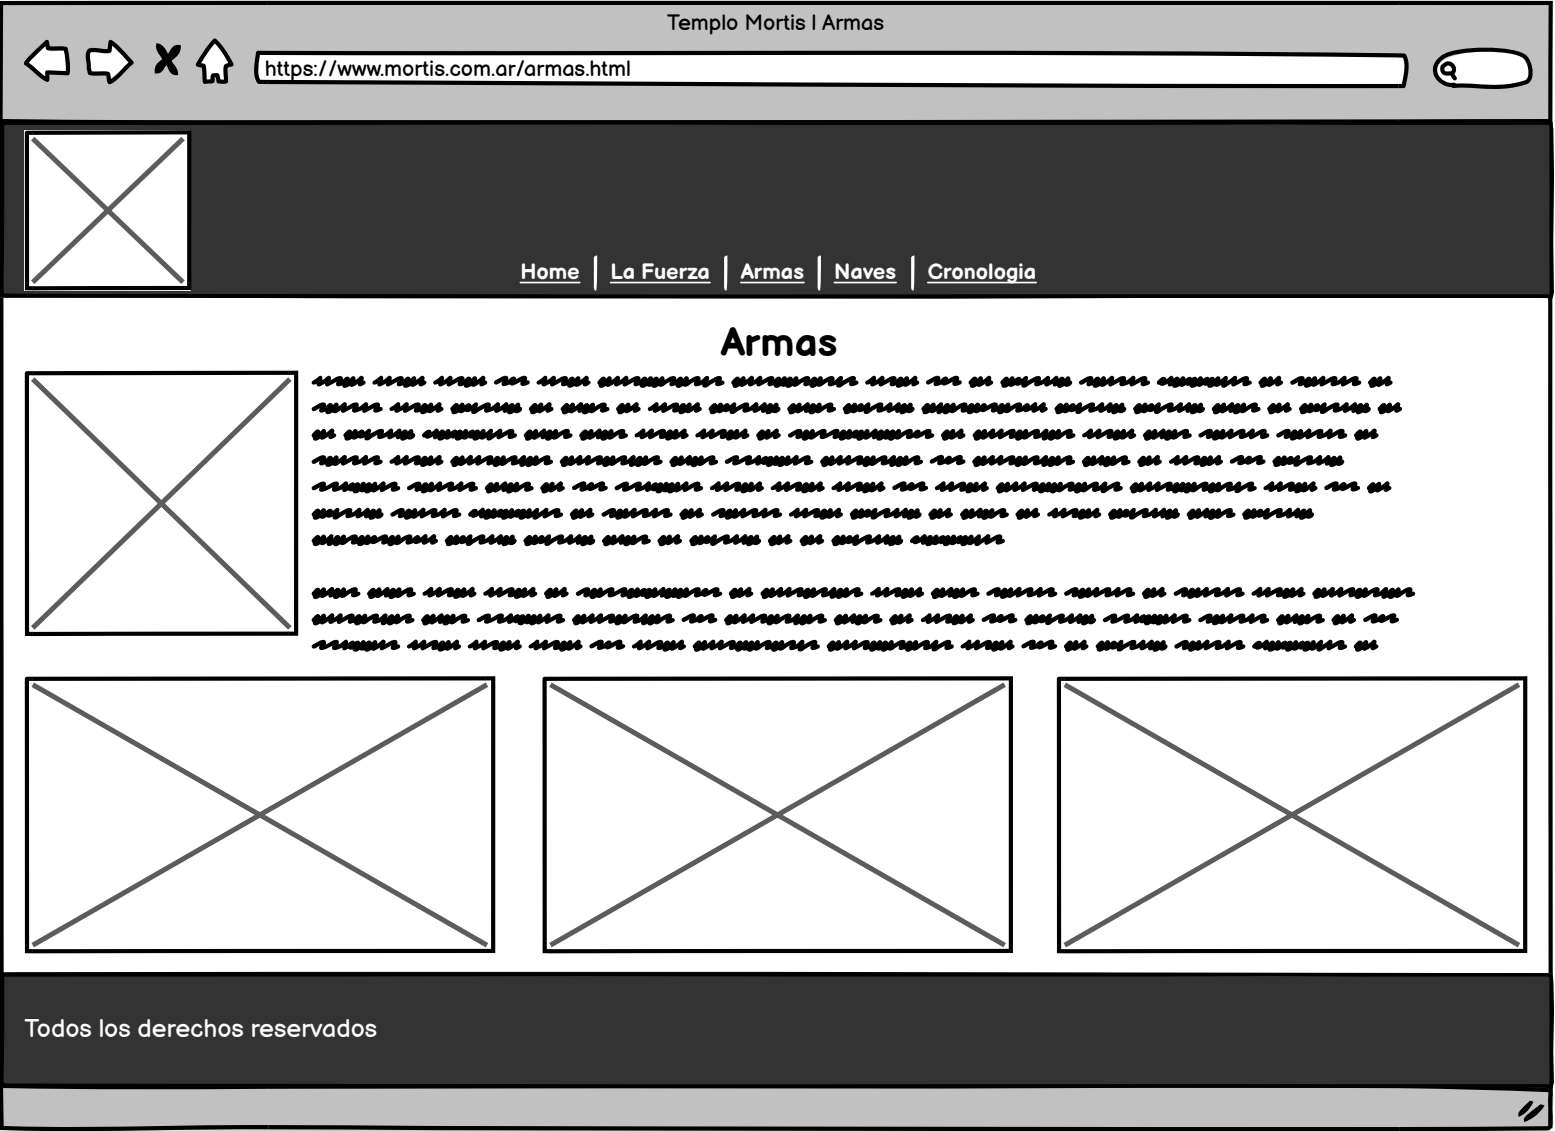 Templo Mortis | Armas
https://www.mortis.com.ar/armas.html
Home | La Fuerza | Armas | Naves | Cronologia
Armas
Todos los derechos reservados